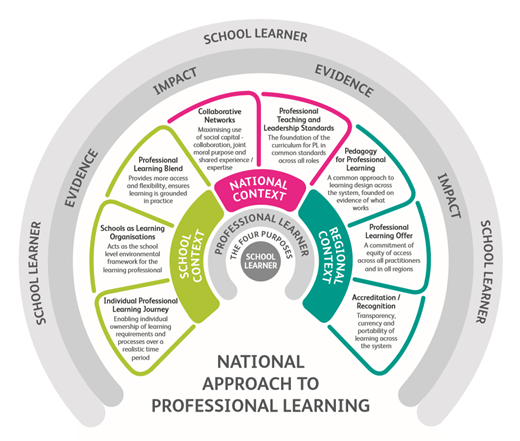 SCHOOL LEARNER
IMPACT
EVIDENCE
EVIDENCE
IMPACT
SCHOOL LEARNER
SCHOOL LEARNER
Collaborative
Networks
Maximising use
of social capital -
collaboration, joint
moral purpose and
shared experience /
expertise
Professional
Teaching and
Leadership Standards
The foundation of the
curriculum for PL in
common standards
across all roles
Professional
Learning Blend
Provides more access
and flexibility, ensures
learning is grounded
in practice
Pedagogy
for Professional
Learning
A common approach to
learning design across
the system, founded on
evidence of what
works
Schools as Learning
Organisations
Acts as the school
level environmental
framework for the
learning professional
Professional
Learning Offer
A commitment of
equity of access
across all practitioners
and in all regions
Individual Professional
Learning Journey
Enabling individual
ownership of learning
requirements and
processes over a
realistic time
period
Accreditation /
Recognition
Transparency,
currency and
portability of
learning across
the system
NATIONAL
CONTEXT
SCHOOL
CONTEXT
REGIONAL
CONTEXT
PROFESSIONAL LEARNER
THE FOUR PURPOSES
SCHOOL
LEARNER
NATIONAL
APPROACH TO
PROFESSIONAL LEARNING